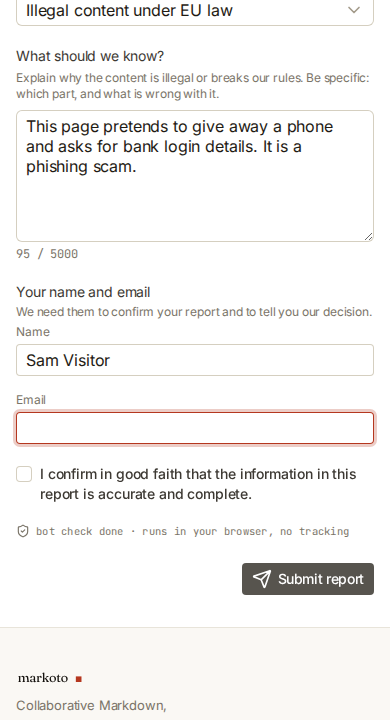 Illegal content under EU law
What should we know?
Explain why the content is illegal or breaks our rules. Be specific:
which part, and what is wrong with it.
This page pretends to give away a phone
and asks for bank login details. It is a
phishing scam.
95 / 5000
Your name and email
We need them to confirm your report and to tell you our decision.
Name
Sam Visitor
Email
I confirm in good faith that the information in this
report is accurate and complete.
bot check done · runs in your browser, no tracking
Submit report
markoto
Collaborative Markdown,